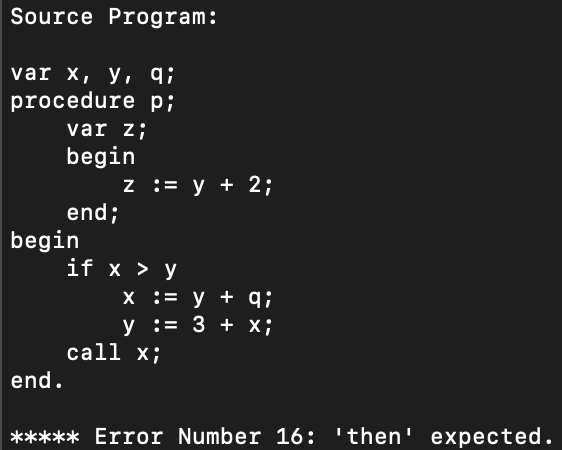 Source Program:

var x, y, q;
procedure p;
    var z;
    begin
        z := y + 2;
    end;
begin
    if x > y
        x := y + q;
        y := 3 + x;
    call x;
end.

***** Error Number 16: 'then' expected.